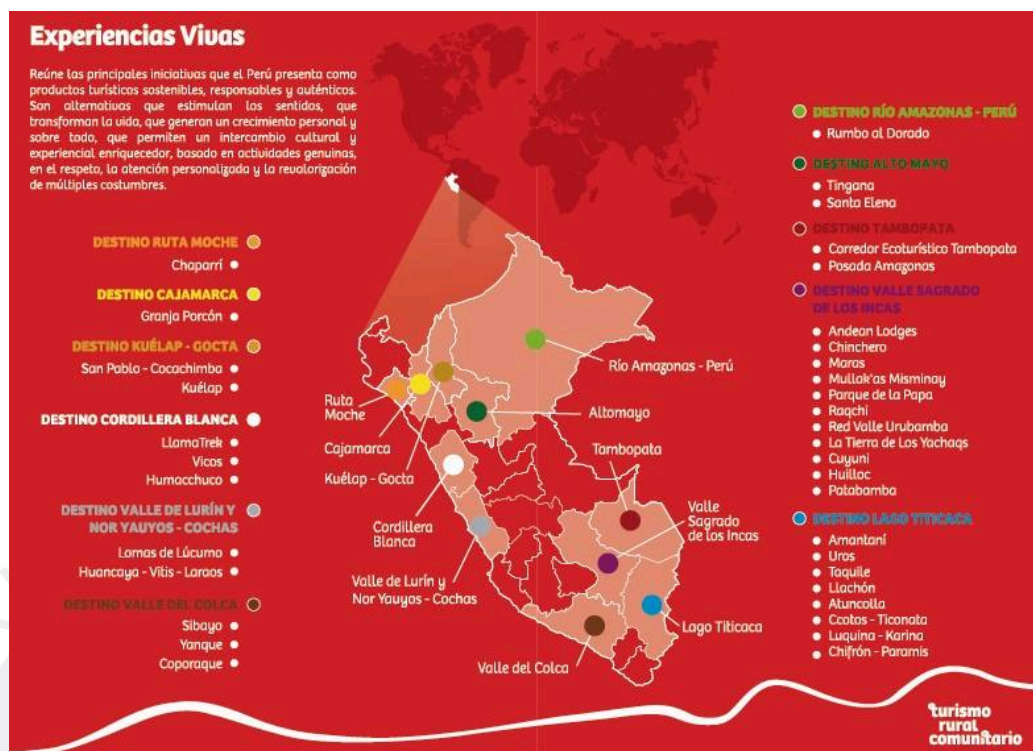 Experiencias Vivas
Reúne las principales iniciativas que el Perú presenta como
productos turísticos sostenibles, responsables y auténticos.
Son alternativas que estimulan los sentidos, que
transforman la vida, que generan un crecimiento personal y
sobre todo, que permiten un intercambio cultural y
experiencial enriquecedor, basado en actividades genuinas,
en el respeto, la atención personalizada y la revalorización
de múltiples costumbres.
DESTINO RUTA MOCHE
Chaparrí
DESTINO CAJAMARCA
Granja Porcón
DESTINO KUÉLAP - GOCTA
San Pablo - Cocachimba
Kuélap
DESTINO CORDILLERA BLANCA
LlamaTrek
Vicos
Humacchuco
DESTINO VALLE DE LURÍN Y
NOR YAUYOS - COCHAS
Lomas de Lúcumo
Huancaya - Vitis - Laraos
DESTINO VALLE DEL COLCA
Sibayo
Yanque
Coporaque
Ruta
Moche
Cajamarca
Kuélap - Gocta
Cordillera
Blanca
Valle de Lurín y
Nor Yauyos - Cochas
Valle del Colca
Río Amazonas - Perú
Altomayo
Tambopata
Valle
Sagrado
de los Incas
Lago Titicaca
DESTINO RÍO AMAZONAS - PERÚ
Rumbo al Dorado
DESTINO ALTO MAYO
Tingana
Santa Elena
DESTINO TAMBOPATA
Corredor Ecoturístico Tambopata
Posada Amazonas
DESTINO VALLE SAGRADO
DE LOS INCAS
Andean Lodges
Chinchero
Maras
Mullak'as Misminay
Parque de la Papa
Raqchi
Red Valle Urubamba
La Tierra de Los Yachaqs
Cuyuni
Huilloc
Patabamba
DESTINO LAGO TITICACA
Amantaní
Uros
Taquile
Llachón
Atuncolla
Ccotos - Ticonata
Luquina - Karina
Chifrón - Paramis
turismo
rural
comunitario